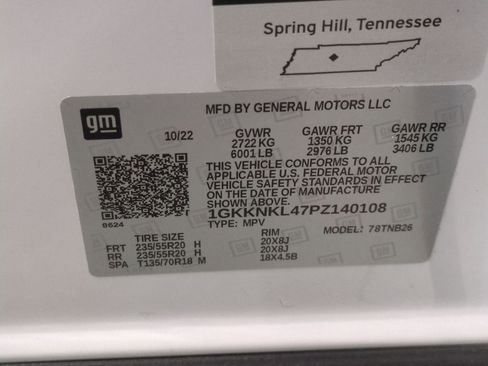 Spring Hill, Tennessee
gm
MFD BY GENERAL MOTORS LLC
10/22
GVWR GAWR FRT GAWR RR
2722 KG 1350 KG 1545 KG
6001 LB 2976 LB 3406 LB
THIS VEHICLE CONFORMS TO ALL
APPLICABLE U.S. FEDERAL MOTOR
VEHICLE SAFETY STANDARDS IN EFFECT
ON THE DATE OF MANUFACTURE
SHOWN ABOVE.
1GKKNKL47PZ140108
TYPE: MPV MODEL: 78TNB26
B624
TIRE SIZE RIM
FRT 235/55R20 H 20X8J
RR 235/55R20 H 20X8J
SPA T135/70R18 M 18X4.5B